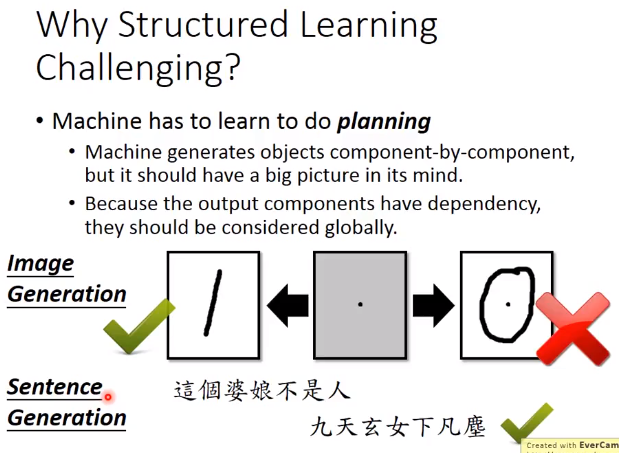 Why Structured Learning
Challenging?
• Machine has to learn to do planning
• Machine generates objects component-by-component,
but it should have a big picture in its mind.
• Because the output components have dependency,
they should be considered globally.
Image
Generation
Sentence
Generation
這個婆娘不是人
九天玄女下凡塵
Created with EverCam